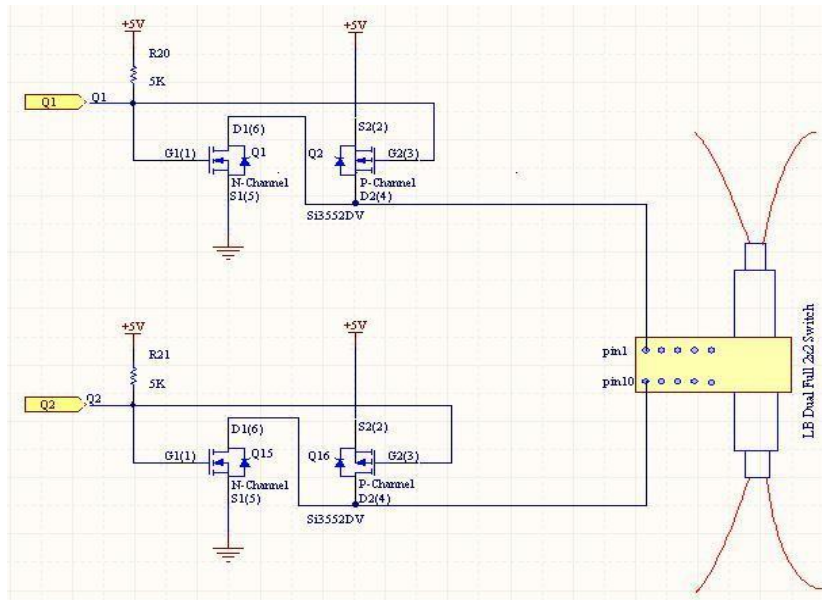 +5V
+5V
R20
5K
Q1
Q1
D1(6)
S2(2)
G1(1)
Q1
Q2
G2(3)
N-Channel
P-Channel
S1(5)
D2(4)
Si3552DV
+5V
+5V
R21
5K
Q2
Q2
D1(6)
S2(2)
G1(1)
Q15
Q16
G2(3)
N-Channel
P-Channel
S1(5)
D2(4)
Si3552DV
pin1
pin10
LB Dual Full 2x2 Switch